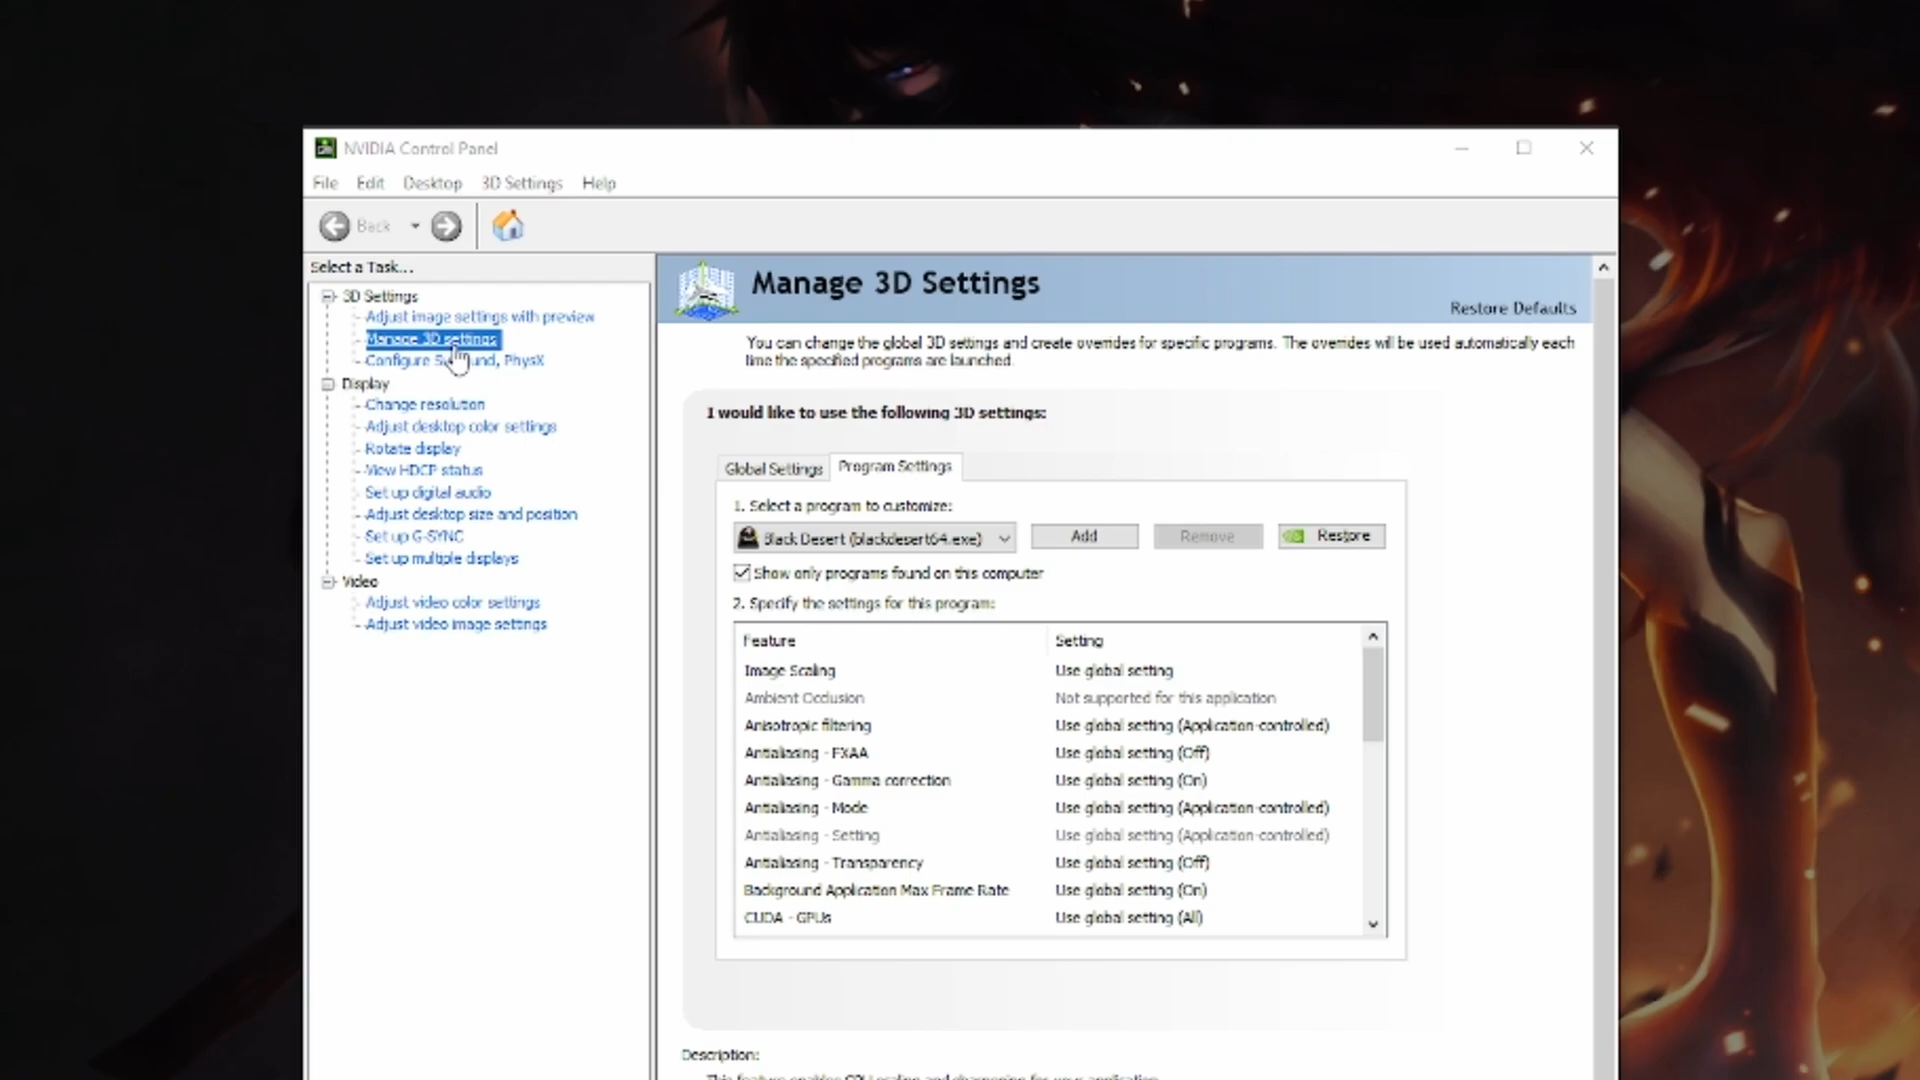 NVIDIA Control Panel
File Edit Desktop 3D Settings Help
Back
Select a Task...
3D Settings
Adjust image settings with preview
Manage 3D settings
Configure Surround, PhysX
Display
Change resolution
Adjust desktop color settings
Rotate display
View HDCP status
Set up digital audio
Adjust desktop size and position
Set up G-SYNC
Set up multiple displays
Video
Adjust video color settings
Adjust video image settings
Manage 3D Settings
Restore Defaults
You can change the global 3D settings and create overrides for specific programs. The overrides will be used automatically each
time the specified programs are launched.
I would like to use the following 3D settings:
Global Settings Program Settings
1. Select a program to customize:
Black Desert (blackdesert64.exe) Add Remove Restore
Show only programs found on this computer
2. Specify the settings for this program:
Feature Setting
Image Scaling Use global setting
Ambient Occlusion Not supported for this application
Anisotropic filtering Use global setting (Application-controlled)
Antialiasing - FXAA Use global setting (Off)
Antialiasing - Gamma correction Use global setting (On)
Antialiasing - Mode Use global setting (Application-controlled)
Antialiasing - Setting Use global setting (Application-controlled)
Antialiasing - Transparency Use global setting (Off)
Background Application Max Frame Rate Use global setting (On)
CUDA - GPUs Use global setting (All)
Description:
This feature enables GPU scaling and sharpening for your application